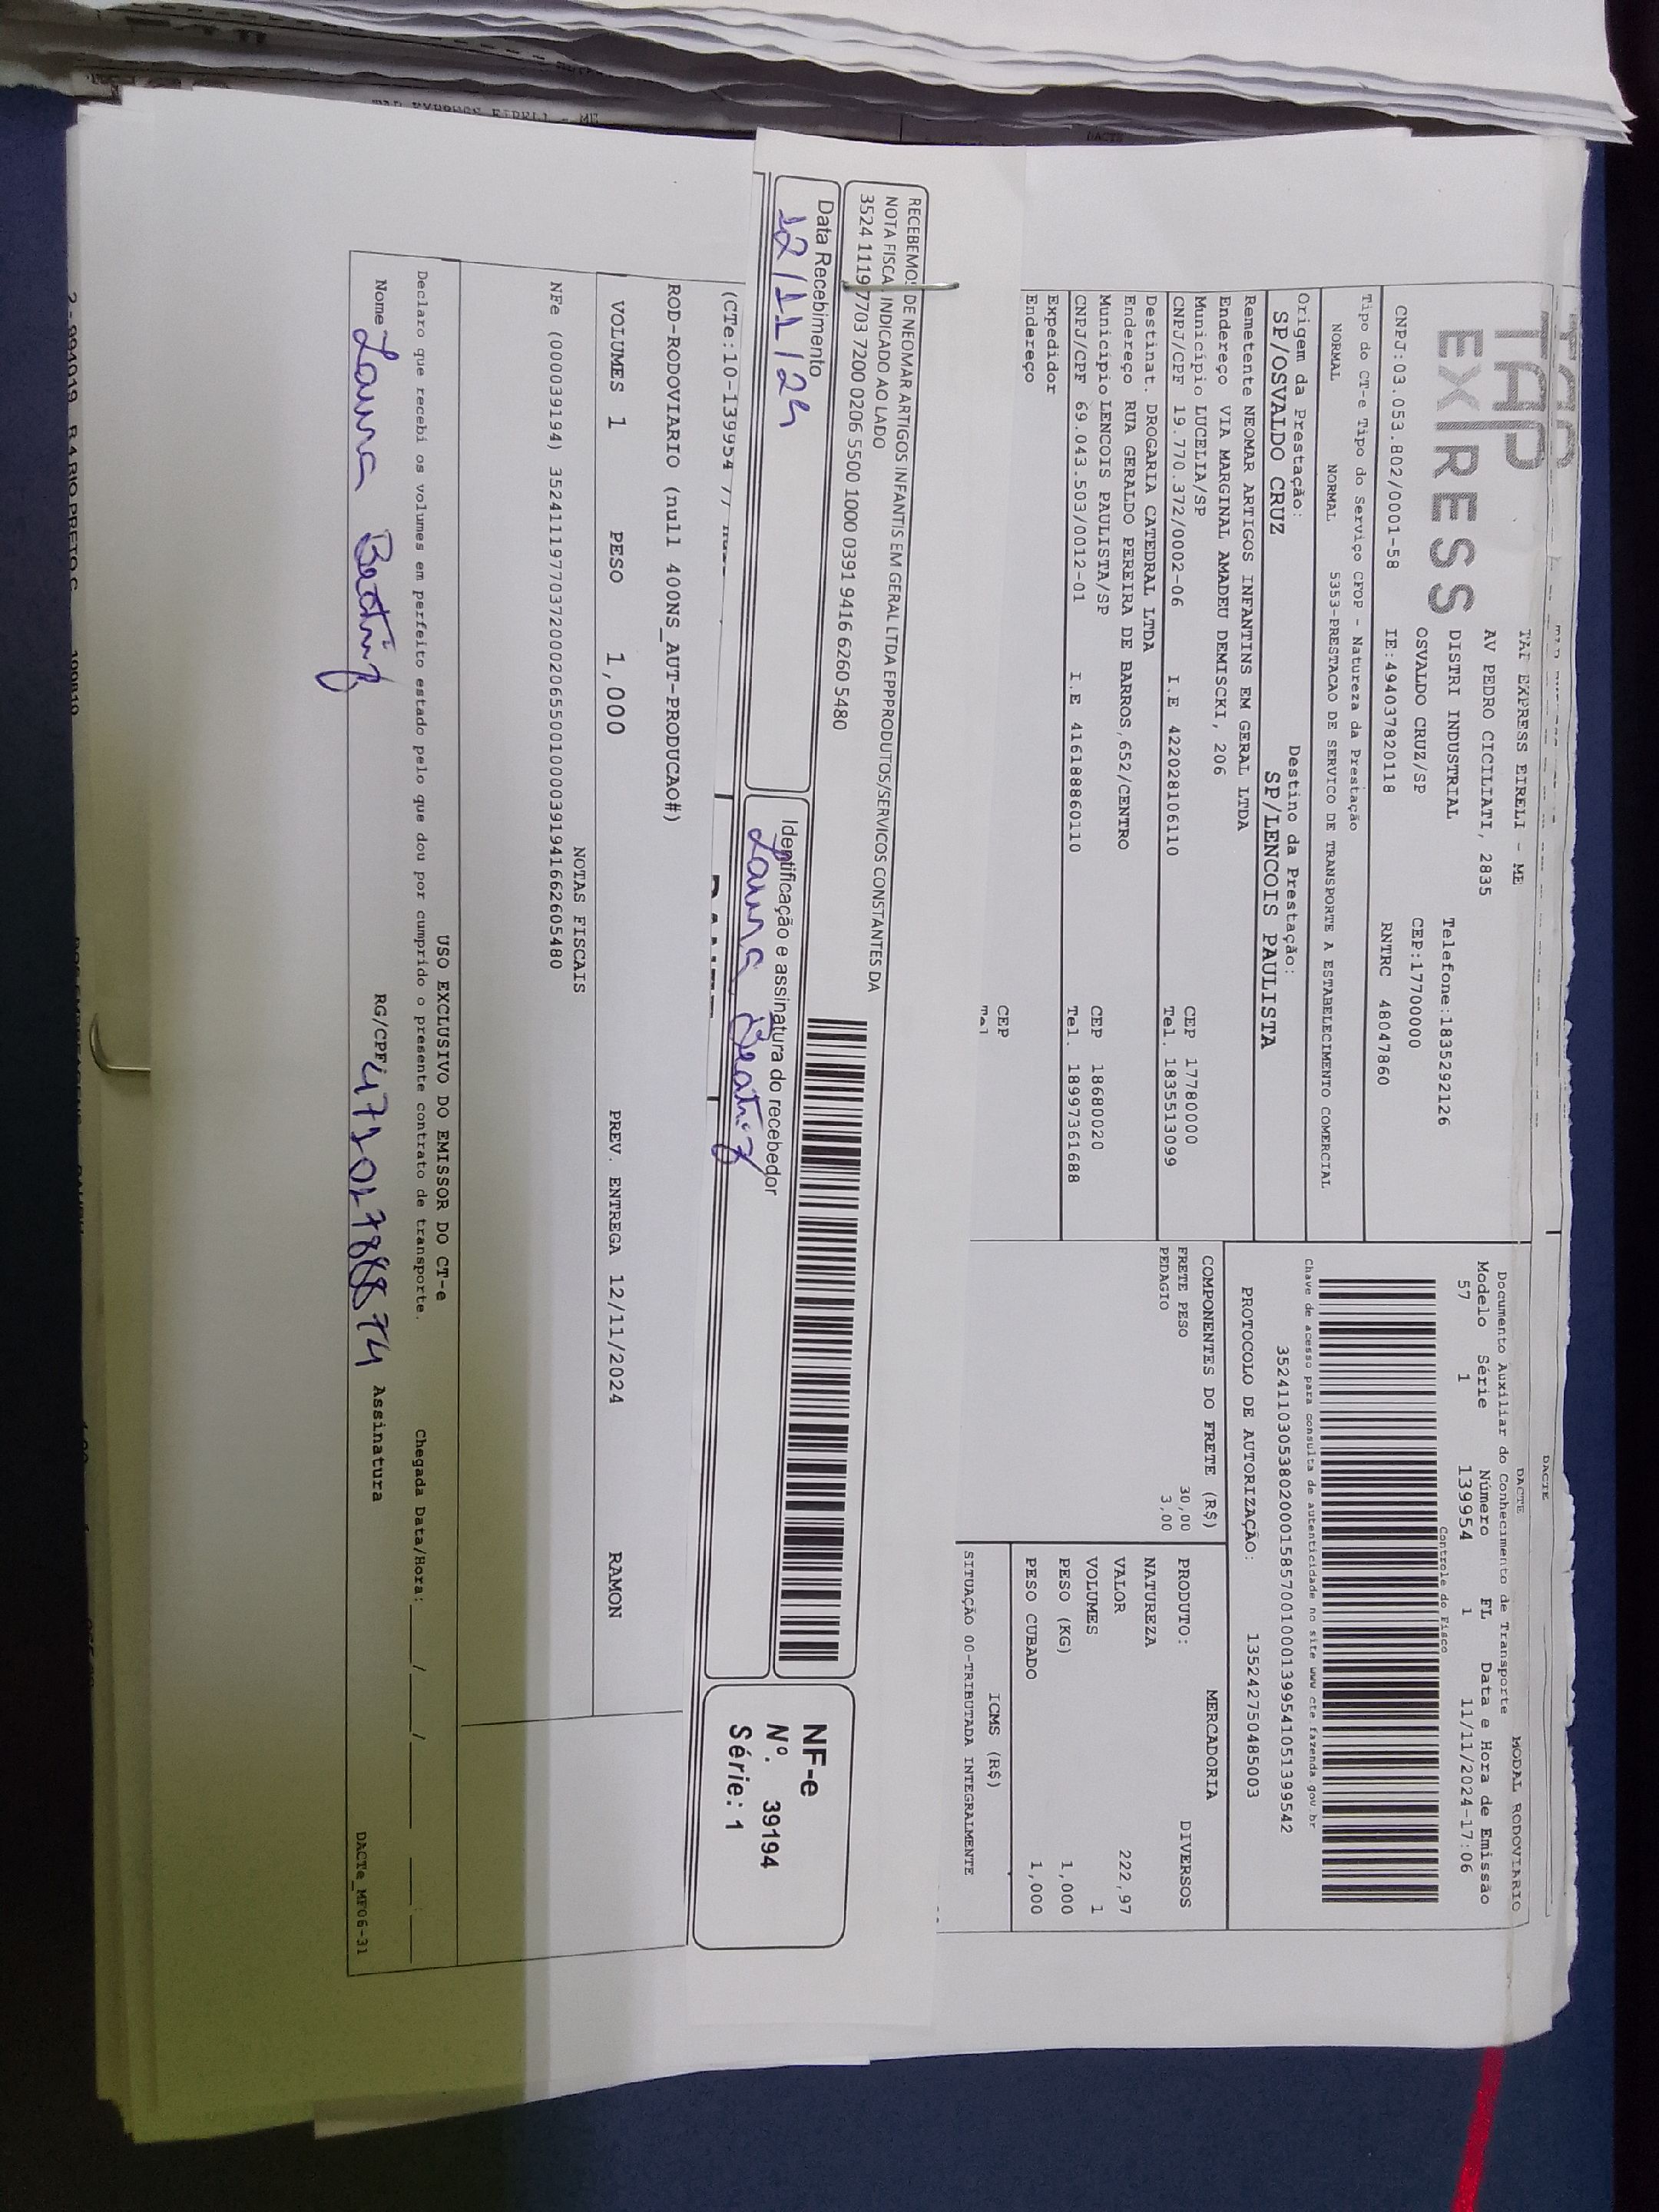 TAP
EXPRESS
TAP EXPRESS EIRELI - ME
AV PEDRO CICILIATI, 2835
DISTRI INDUSTRIAL
Telefone:1835292126
OSVALDO CRUZ/SP
CEP:17700000
CNPJ:03.053.802/0001-58
IE:494037820118
RNTRC 48047860
DACTE
DACTE
MODAL RODOVIARIO
Documento Auxiliar do Conhecimento de Transporte
Modelo Série Número FL Data e Hora de Emissão
57 1 139954 1 11/11/2024-17:06
Controle do Fisco
Tipo do CT-e Tipo do Serviço CFOP - Natureza da Prestação
NORMAL NORMAL 5353-PRESTACAO DE SERVICO DE TRANSPORTE A ESTABELECIMENTO COMERCIAL
Chave de acesso para consulta de autenticidade no site www cte fazenda gov br
35241103053802000158570010001399541051399542
Origem da Prestação: Destino da Prestação:
SP/OSVALDO CRUZ SP/LENCOIS PAULISTA
PROTOCOLO DE AUTORIZAÇÃO: 135242750485003
Remetente NEOMAR ARTIGOS INFANTINS EM GERAL LTDA
Endereço VIA MARGINAL AMADEU DEMISCKI, 206
Município LUCELIA/SP CEP 17780000
CNPJ/CPF 19.770.372/0002-06 I.E 422028106110 Tel. 1835513099
Destinat. DROGARIA CATEDRAL LTDA
Endereço RUA GERALDO PEREIRA DE BARROS,652/CENTRO
Município LENCOIS PAULISTA/SP CEP 18680020
CNPJ/CPF 69.043.503/0012-01 I.E 416188860110 Tel. 18997361688
Expedidor
Endereço
CEP
Tel
COMPONENTES DO FRETE (R$)
FRETE PESO 30,00
PEDAGIO 3,00
MERCADORIA
PRODUTO: DIVERSOS
NATUREZA
VALOR 222,97
VOLUMES 1
PESO (KG) 1,000
PESO CUBADO 1,000
ICMS (R$)
SITUAÇÃO 00-TRIBUTADA INTEGRALMENTE
RECEBEMOS DE NEOMAR ARTIGOS INFANTIS EM GERAL LTDA EPPPRODUTOS/SERVICOS CONSTANTES DA
NOTA FISCAL INDICADO AO LADO
3524 1119 7703 7200 0206 5500 1000 0391 9416 6260 5480
Data Recebimento
12/11/24
Identificação e assinatura do recebedor
Laura Beatriz
NF-e
Nº. 39194
Série: 1
(CTe:10-139954
ROD-RODOVIARIO (null 400NS_AUT-PRODUCAO#)
VOLUMES 1 PESO 1,000 PREV. ENTREGA 12/11/2024 RAMON
NOTAS FISCAIS
NFe (000039194) 35241119770372000206550010000391941662605480
USO EXCLUSIVO DO EMISSOR DO CT-e
Declaro que recebi os volumes em perfeito estado pelo que dou por cumprido o presente contrato de transporte. Chegada Data/Hora:___/___/_____ ___:___
Nome Laura Beatriz RG/CPF Assinatura
DACTe_MF06-31